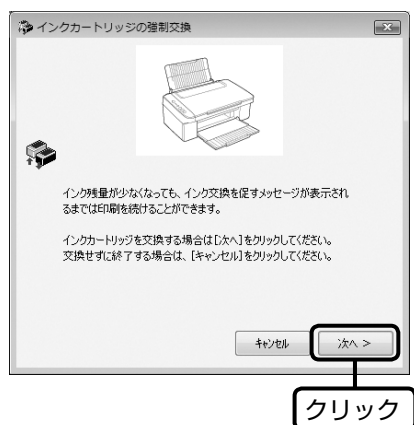 インクカートリッジの強制交換
インク残量が少なくなっても、インク交換を促すメッセージが表示され
るまでは印刷を続けることができます。
インクカートリッジを交換する場合は[次へ]をクリックしてください。
交換せずに終了する場合は、[キャンセル]をクリックしてください。
キャンセル
次へ >
クリック